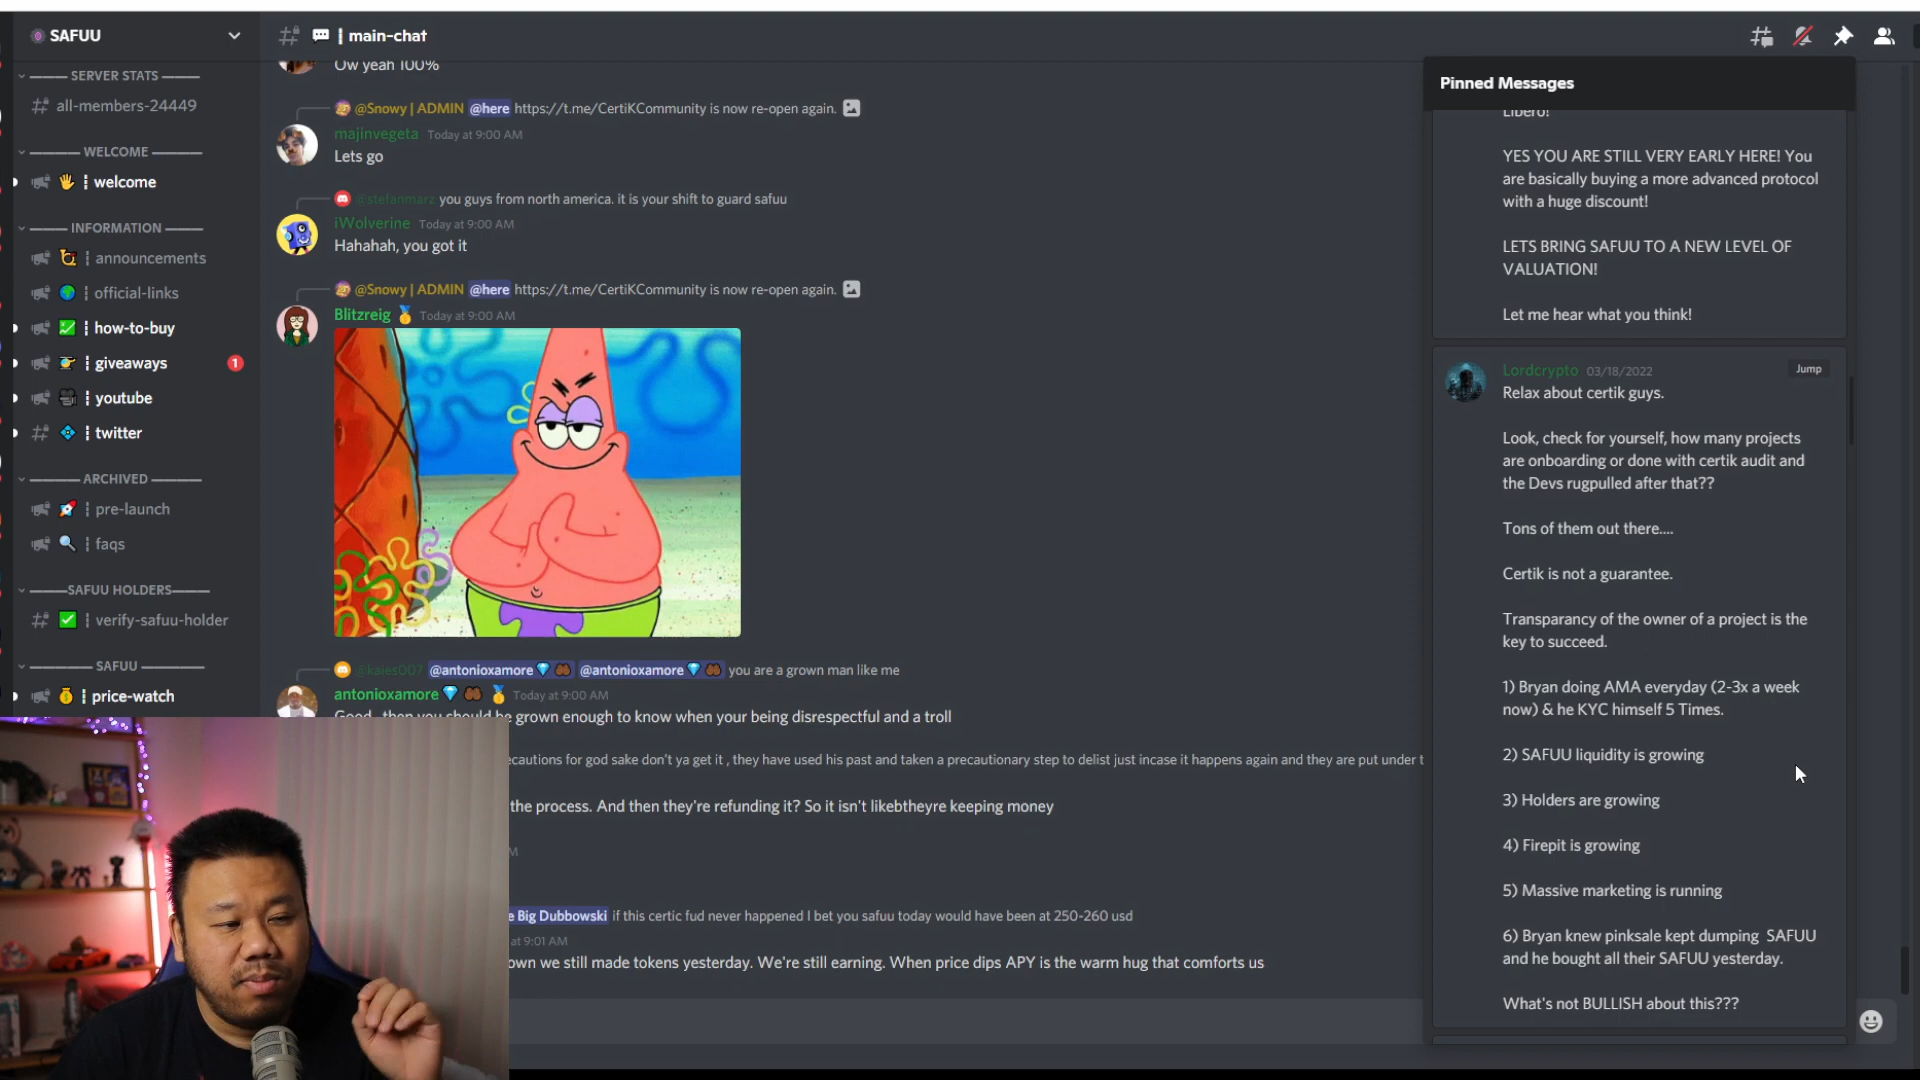 SAFUU
SERVER STATS
all-members-24449
WELCOME
welcome
INFORMATION
announcements
official-links
how-to-buy
giveaways
1
youtube
twitter
ARCHIVED
pre-launch
faqs
SAFUU HOLDERS
verify-safuu-holder
SAFUU
price-watch
main-chat
Ow yeah 100%
@Snowy | ADMIN @here https://t.me/CertiKCommunity is now re-open again.
majinvegeta Today at 9:00 AM
Lets go
@stefanmarz you guys from north america. it is your shift to guard safuu
iWolverine Today at 9:00 AM
Hahahah, you got it
@Snowy | ADMIN @here https://t.me/CertiKCommunity is now re-open again.
Blitzreig Today at 9:00 AM
@kaies007 @antonioxamore @antonioxamore you are a grown man like me
antonioxamore Today at 9:00 AM
Good, then you should be grown enough to know when your being disrespectful and a troll
ecautions for god sake don't ya get it , they have used his past and taken a precautionary step to delist just incase it happens again and they are put under t
the process. And then they're refunding it? So it isn't likebtheyre keeping money
M
e Big Dubbowski if this certic fud never happened I bet you safuu today would have been at 250-260 usd
at 9:01 AM
own we still made tokens yesterday. We're still earning. When price dips APY is the warm hug that comforts us
Pinned Messages
Libero!
YES YOU ARE STILL VERY EARLY HERE! You
are basically buying a more advanced protocol
with a huge discount!
LETS BRING SAFUU TO A NEW LEVEL OF
VALUATION!
Let me hear what you think!
Lordcrypto 03/18/2022
Jump
Relax about certik guys.
Look, check for yourself, how many projects
are onboarding or done with certik audit and
the Devs rugpulled after that??
Tons of them out there....
Certik is not a guarantee.
Transparancy of the owner of a project is the
key to succeed.
1) Bryan doing AMA everyday (2-3x a week
now) & he KYC himself 5 Times.
2) SAFUU liquidity is growing
3) Holders are growing
4) Firepit is growing
5) Massive marketing is running
6) Bryan knew pinksale kept dumping SAFUU
and he bought all their SAFUU yesterday.
What's not BULLISH about this???